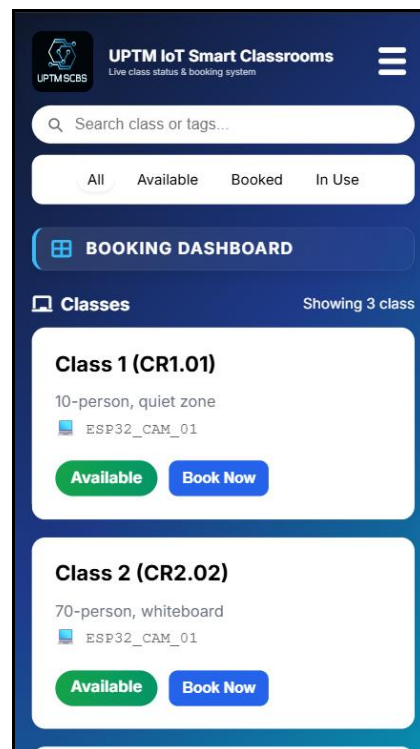 UPTM SCBS
UPTM IoT Smart Classrooms
Live class status & booking system
Search class or tags...
All Available Booked In Use
BOOKING DASHBOARD
Classes Showing 3 class
Class 1 (CR1.01)
10-person, quiet zone
ESP32_CAM_01
Available Book Now
Class 2 (CR2.02)
70-person, whiteboard
ESP32_CAM_01
Available Book Now